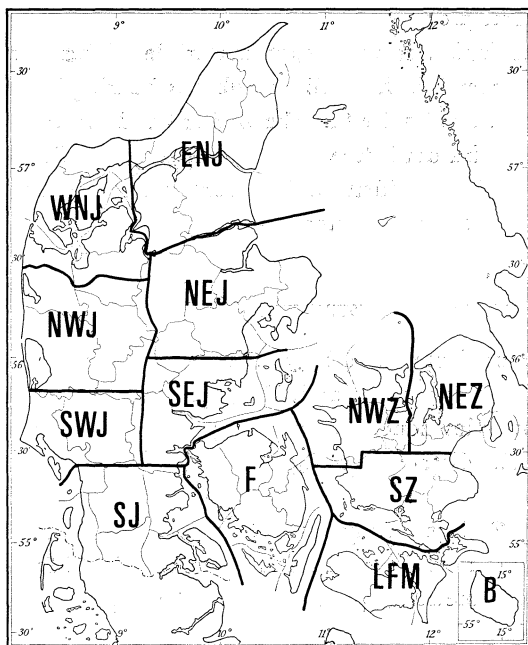 9° 10° 11° 12°
30' 30'
ENJ
57° 57°
WNJ
30' 30'
NEJ
NWJ
56° 56°
SEJ NWZ NEZ
SWJ
30' 30'
F SZ
SJ
55° 55°
LFM
15°
B
55° 15°
30' 9° 10° 11° 12° 30'